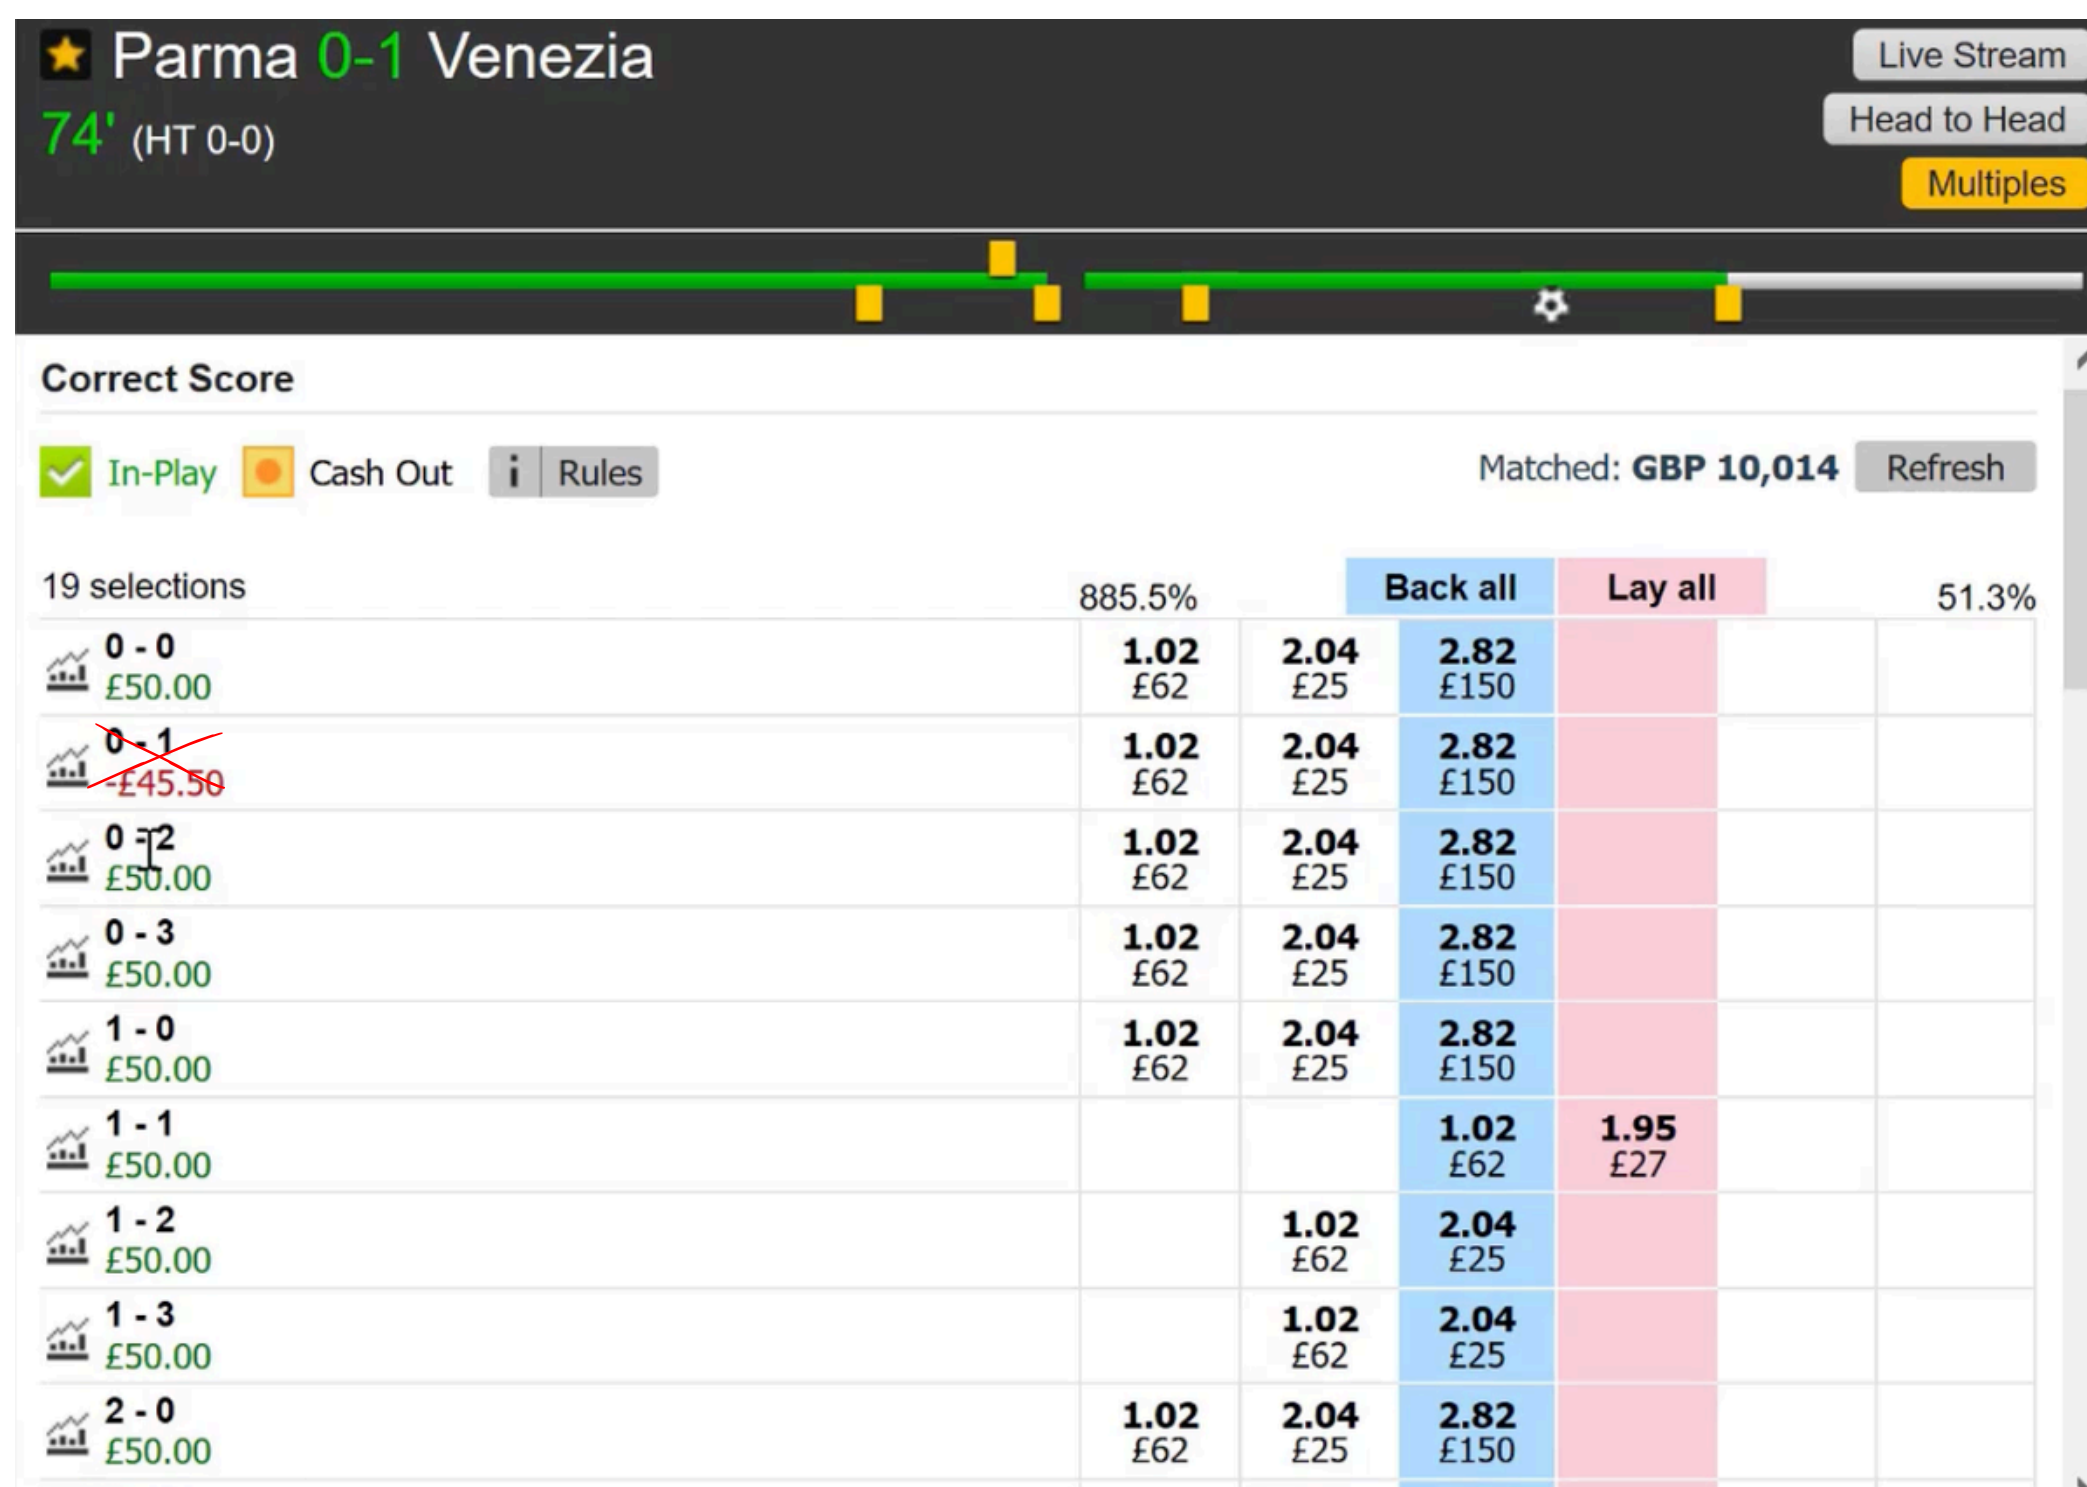 Parma 0-1 Venezia
74' (HT 0-0)
Live Stream
Head to Head
Multiples
Correct Score
In-Play Cash Out i Rules Matched: GBP 10,014 Refresh
19 selections 885.5% Back all Lay all 51.3%
0 - 0
£50.00
1.02 2.04 2.82
£62 £25 £150
0 - 1
-£45.50
1.02 2.04 2.82
£62 £25 £150
0 - 2
£50.00
1.02 2.04 2.82
£62 £25 £150
0 - 3
£50.00
1.02 2.04 2.82
£62 £25 £150
1 - 0
£50.00
1.02 2.04 2.82
£62 £25 £150
1 - 1
£50.00
1.02 1.95
£62 £27
1 - 2
£50.00
1.02 2.04
£62 £25
1 - 3
£50.00
1.02 2.04
£62 £25
2 - 0
£50.00
1.02 2.04 2.82
£62 £25 £150